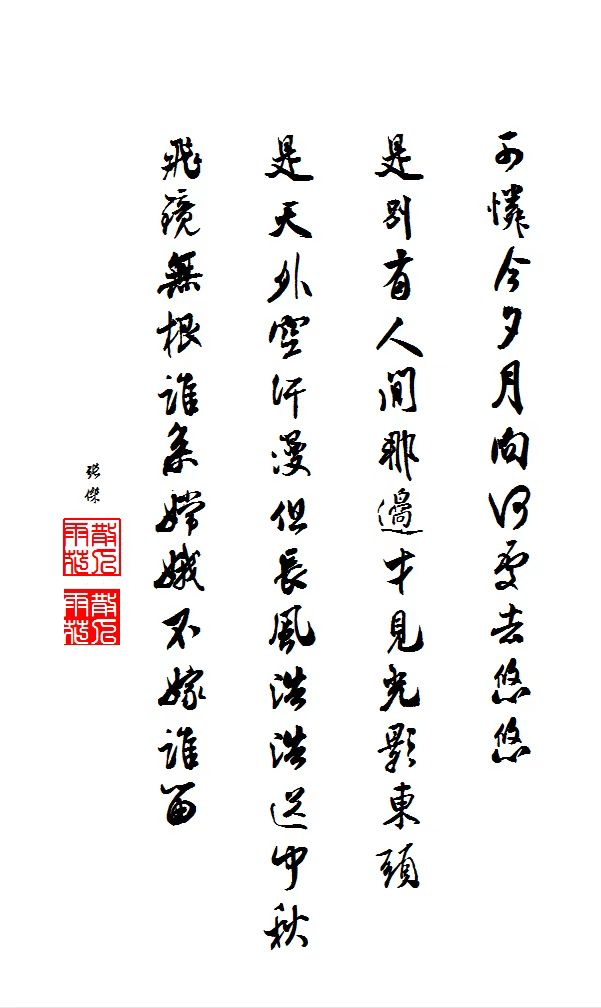 可憐今夕月向何處去悠悠
是別有人間那邊才見光影東頭
是天外空汗漫但長風浩浩送中秋
飛鏡無根誰系嫦娥不嫁誰留
張傑